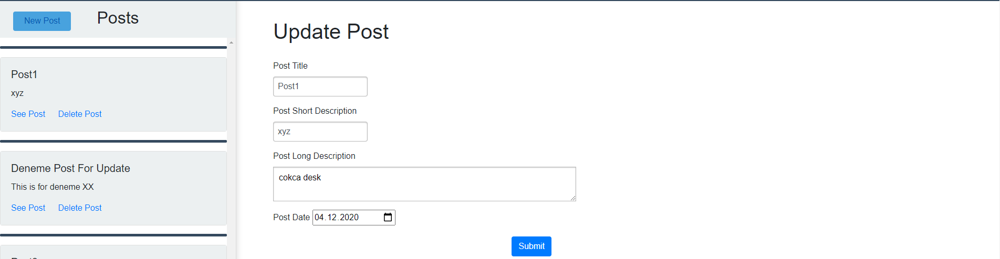 New Post
Posts
Post1
xyz
See Post Delete Post
Deneme Post For Update
This is for deneme XX
See Post Delete Post
Update Post
Post Title
Post1
Post Short Description
xyz
Post Long Description
cokca desk
Post Date 04.12.2020
Submit